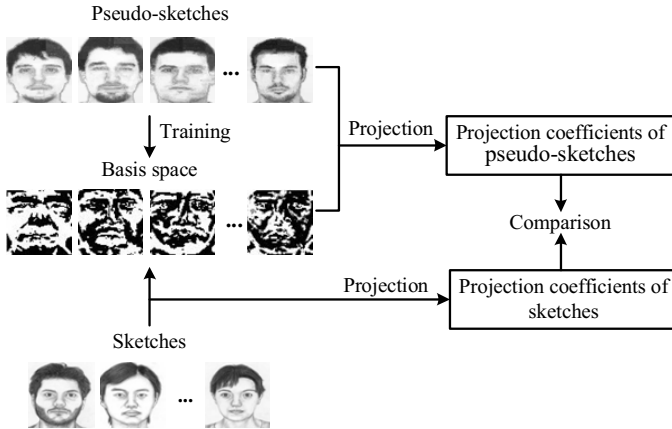 Pseudo-sketches
...
Training
Projection
Projection coefficients of
pseudo-sketches
Basis space
...
Comparison
Projection
Projection coefficients of
sketches
Sketches
...